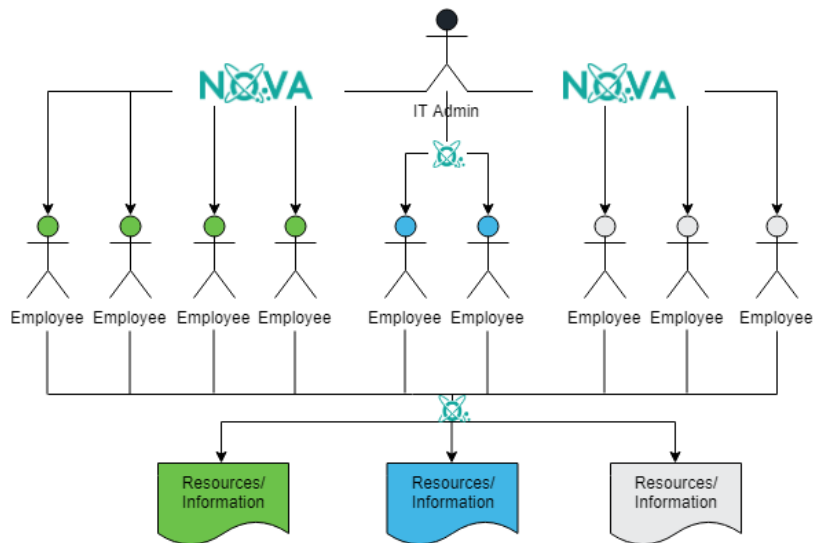 NOVA
NOVA
IT Admin
Employee
Employee
Employee
Employee
Employee
Employee
Employee
Employee
Employee
Resources/
Information
Resources/
Information
Resources/
Information